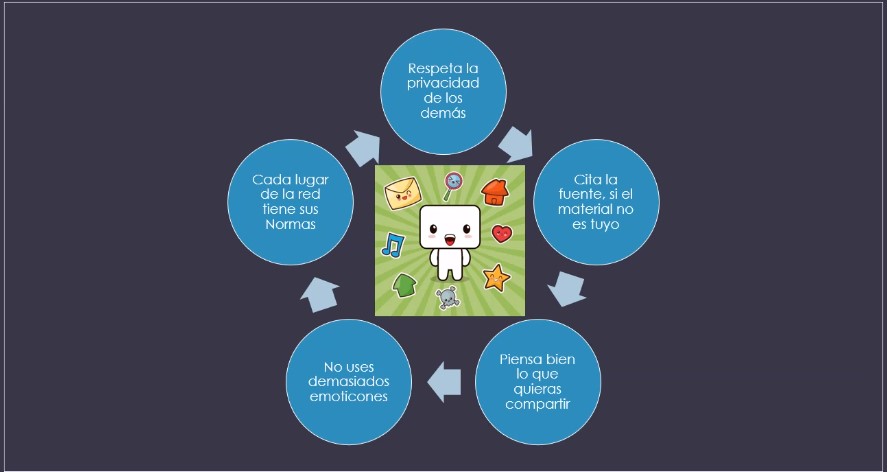 Respeta la
privacidad
de los
demás
Cita la
fuente, si el
material no
es tuyo
Piensa bien
lo que
quieras
compartir
No uses
demasiados
emoticones
Cada lugar
de la red
tiene sus
Normas